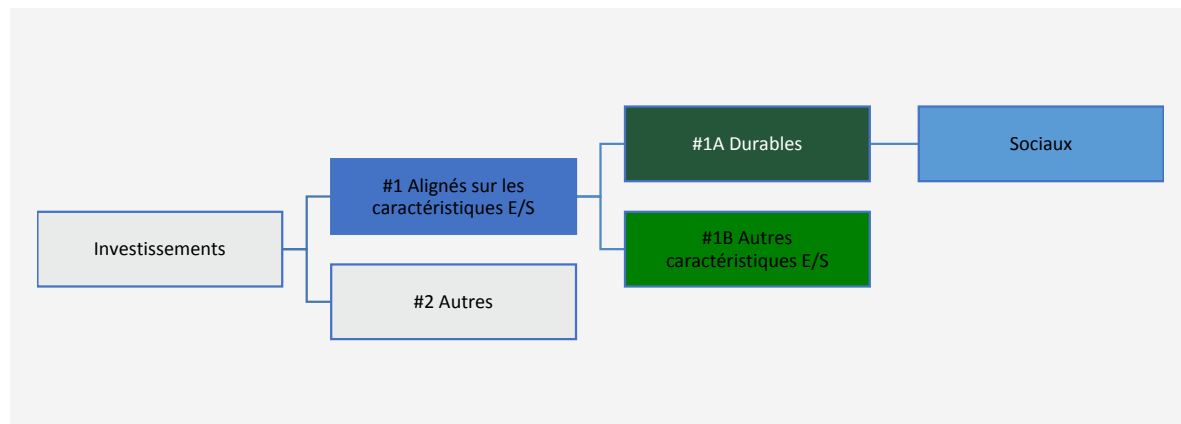 #1A Durables
Sociaux
#1 Alignés sur les
caractéristiques E/S
Investissements
#1B Autres
caractéristiques E/S
#2 Autres